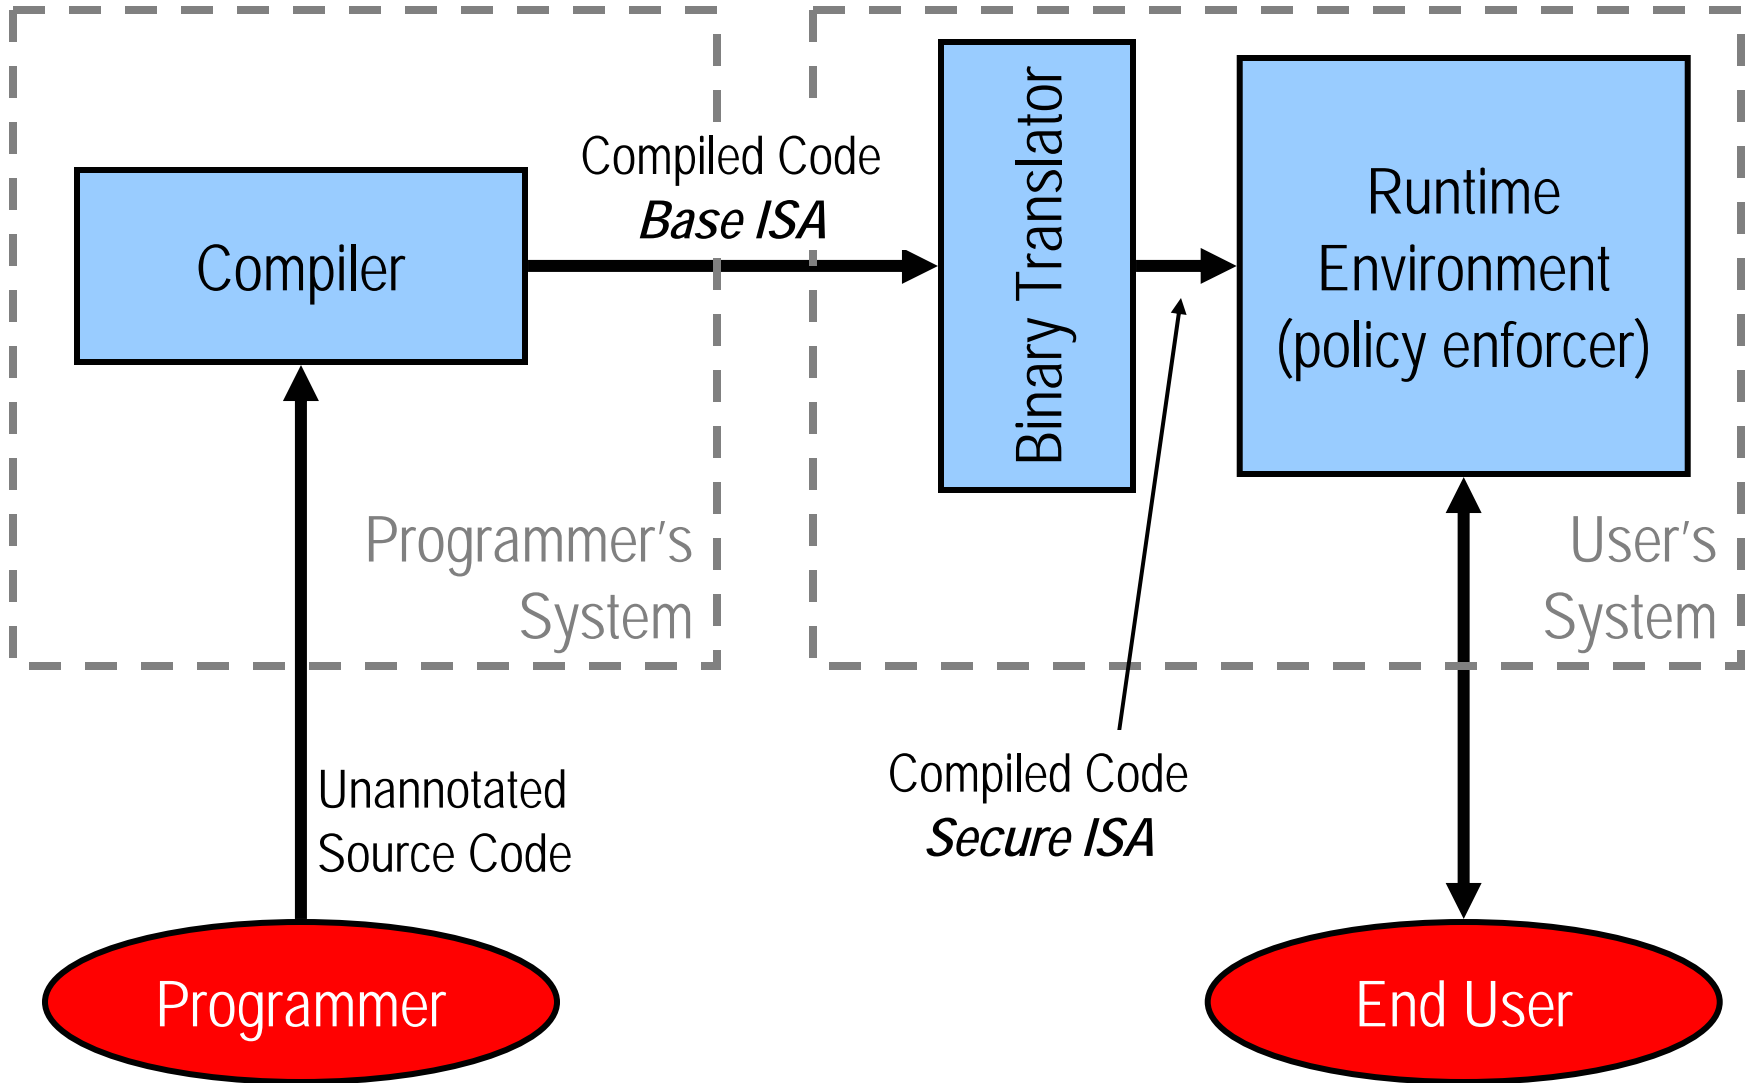 Compiled Code
Base ISA
Compiler
Binary Translator
Runtime
Environment
(policy enforcer)
Programmer's
System
User's
System
Unannotated
Source Code
Compiled Code
Secure ISA
Programmer
End User